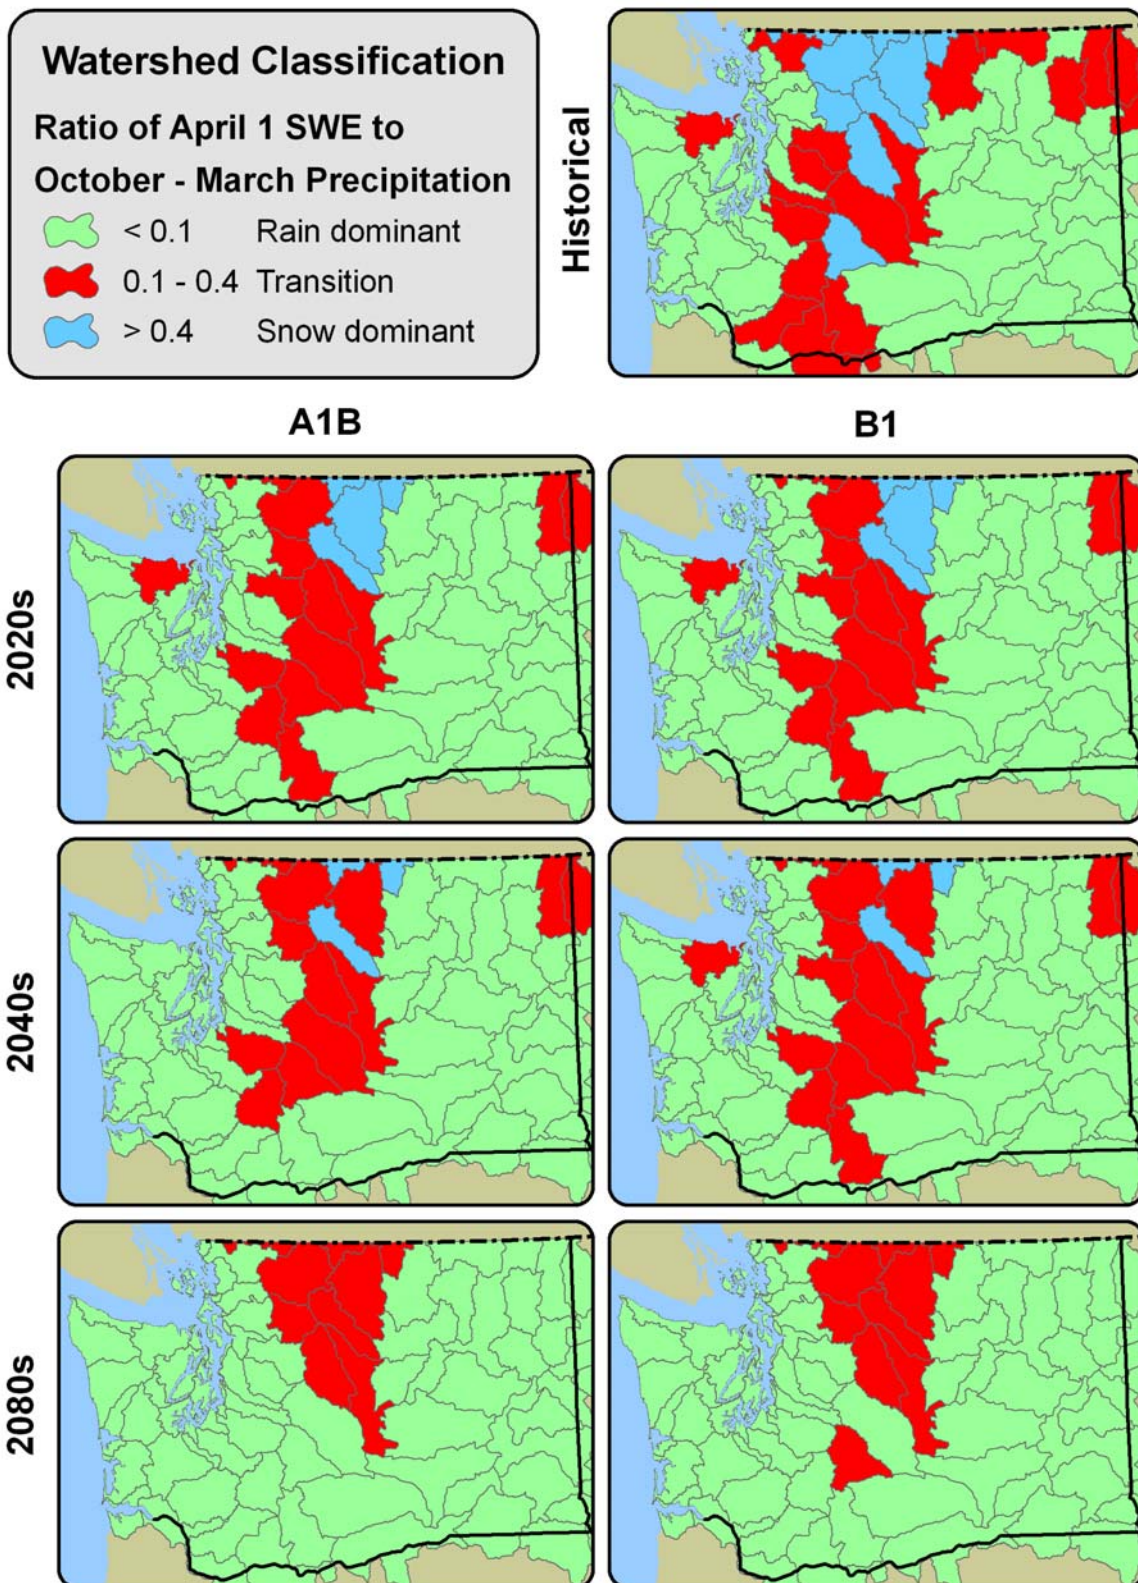 Watershed Classification
Ratio of April 1 SWE to
October - March Precipitation
< 0.1 Rain dominant
0.1 - 0.4 Transition
> 0.4 Snow dominant
Historical
A1B
B1
2020s
2040s
2080s